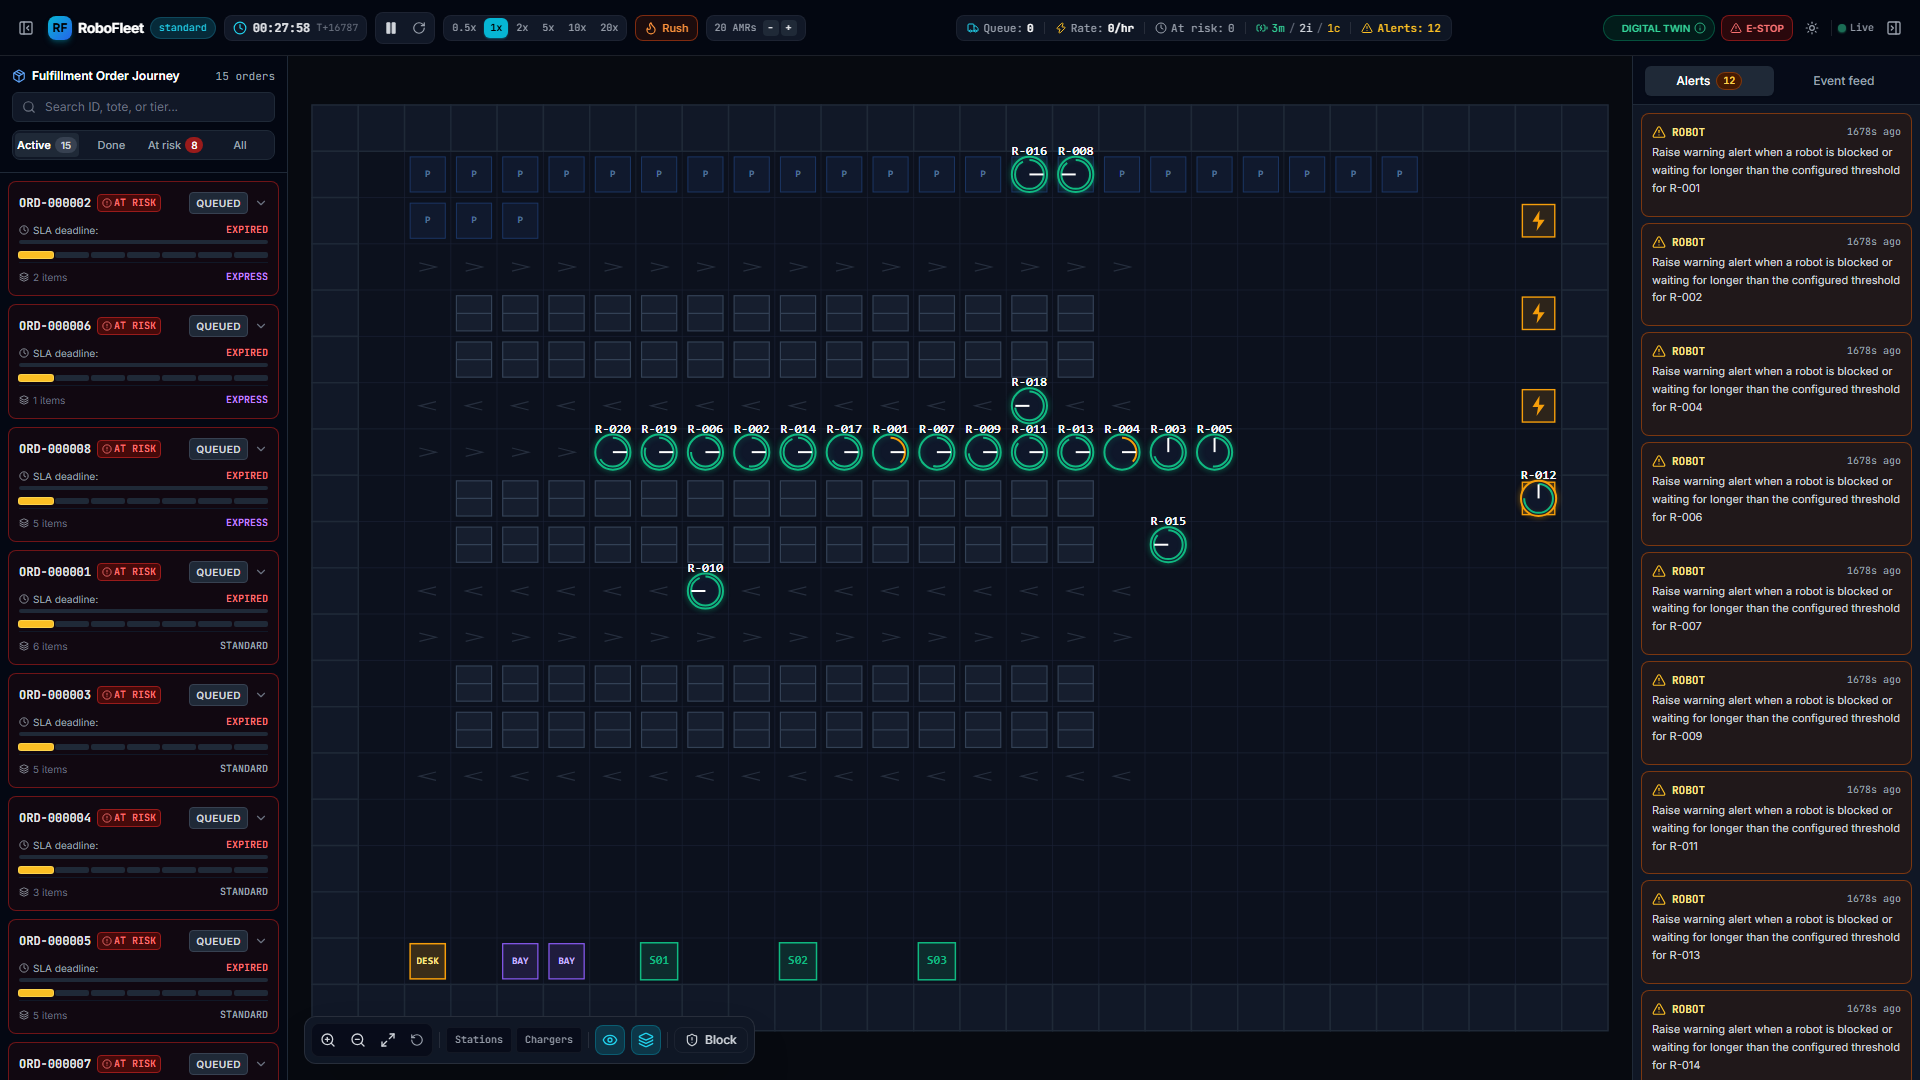 RF RoboFleet standard 00:27:58 T+16787 0.5x 1x 2x 5x 10x 20x Rush 20 AMRs - + Queue: 0 Rate: 0/hr At risk: 0 3m / 2i / 1c Alerts: 12 DIGITAL TWIN E-STOP Live
Fulfillment Order Journey 15 orders
Search ID, tote, or tier...
Active 15 Done At risk 8 All
ORD-000002 AT RISK QUEUED
SLA deadline: EXPIRED
2 items EXPRESS
ORD-000006 AT RISK QUEUED
SLA deadline: EXPIRED
1 items EXPRESS
ORD-000008 AT RISK QUEUED
SLA deadline: EXPIRED
5 items EXPRESS
ORD-000001 AT RISK QUEUED
SLA deadline: EXPIRED
6 items STANDARD
ORD-000003 AT RISK QUEUED
SLA deadline: EXPIRED
5 items STANDARD
ORD-000004 AT RISK QUEUED
SLA deadline: EXPIRED
3 items STANDARD
ORD-000005 AT RISK QUEUED
SLA deadline: EXPIRED
5 items STANDARD
ORD-000007 AT RISK QUEUED
R-016 R-008
P P P P P P P P P P P P P P P P P P P P
P P P
R-018
R-020 R-019 R-006 R-002 R-014 R-017 R-001 R-007 R-009 R-011 R-013 R-004 R-003 R-005
R-012
R-015
R-010
DESK BAY BAY S01 S02 S03
Stations Chargers Block
Alerts 12 Event feed
ROBOT 1678s ago
Raise warning alert when a robot is blocked or
waiting for longer than the configured threshold
for R-001
ROBOT 1678s ago
Raise warning alert when a robot is blocked or
waiting for longer than the configured threshold
for R-002
ROBOT 1678s ago
Raise warning alert when a robot is blocked or
waiting for longer than the configured threshold
for R-004
ROBOT 1678s ago
Raise warning alert when a robot is blocked or
waiting for longer than the configured threshold
for R-006
ROBOT 1678s ago
Raise warning alert when a robot is blocked or
waiting for longer than the configured threshold
for R-007
ROBOT 1678s ago
Raise warning alert when a robot is blocked or
waiting for longer than the configured threshold
for R-009
ROBOT 1678s ago
Raise warning alert when a robot is blocked or
waiting for longer than the configured threshold
for R-011
ROBOT 1678s ago
Raise warning alert when a robot is blocked or
waiting for longer than the configured threshold
for R-013
ROBOT 1678s ago
Raise warning alert when a robot is blocked or
waiting for longer than the configured threshold
for R-014